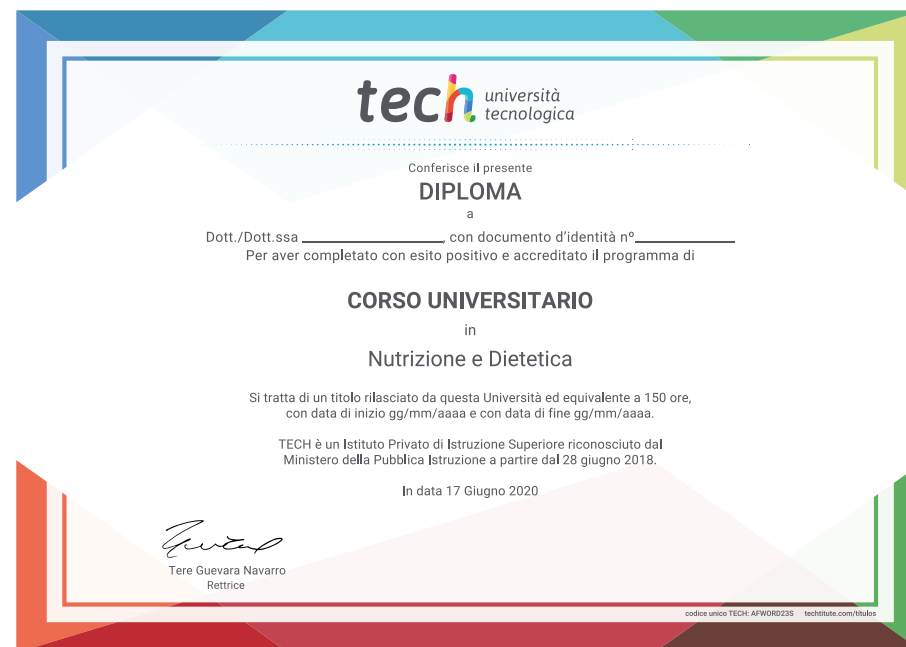 tech università
tecnologica
Conferisce il presente
DIPLOMA
a
Dott./Dott.ssa ____________________, con documento d'identità nº______________
Per aver completato con esito positivo e accreditato il programma di
CORSO UNIVERSITARIO
in
Nutrizione e Dietetica
Si tratta di un titolo rilasciato da questa Università ed equivalente a 150 ore,
con data di inizio gg/mm/aaaa e con data di fine gg/mm/aaaa.
TECH è un Istituto Privato di Istruzione Superiore riconosciuto dal
Ministero della Pubblica Istruzione a partire dal 28 giugno 2018.
In data 17 Giugno 2020
Tere Guevara Navarro
Rettrice
codice unico TECH: AFWORD23S techtitute.com/títulos